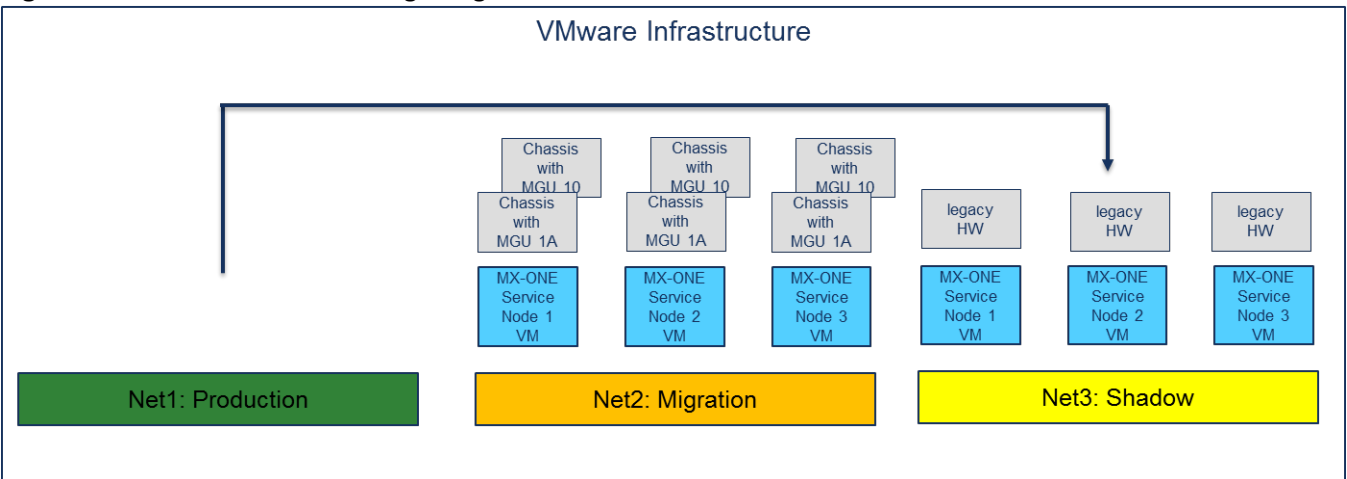 VMware Infrastructure
Chassis
with
MGU 10
Chassis
with
MGU 10
Chassis
with
MGU 10
Chassis
with
MGU 1A
Chassis
with
MGU 1A
Chassis
with
MGU 1A
legacy
HW
legacy
HW
legacy
HW
MX-ONE
Service
Node 1
VM
MX-ONE
Service
Node 2
VM
MX-ONE
Service
Node 3
VM
MX-ONE
Service
Node 1
VM
MX-ONE
Service
Node 2
VM
MX-ONE
Service
Node 3
VM
Net1: Production
Net2: Migration
Net3: Shadow